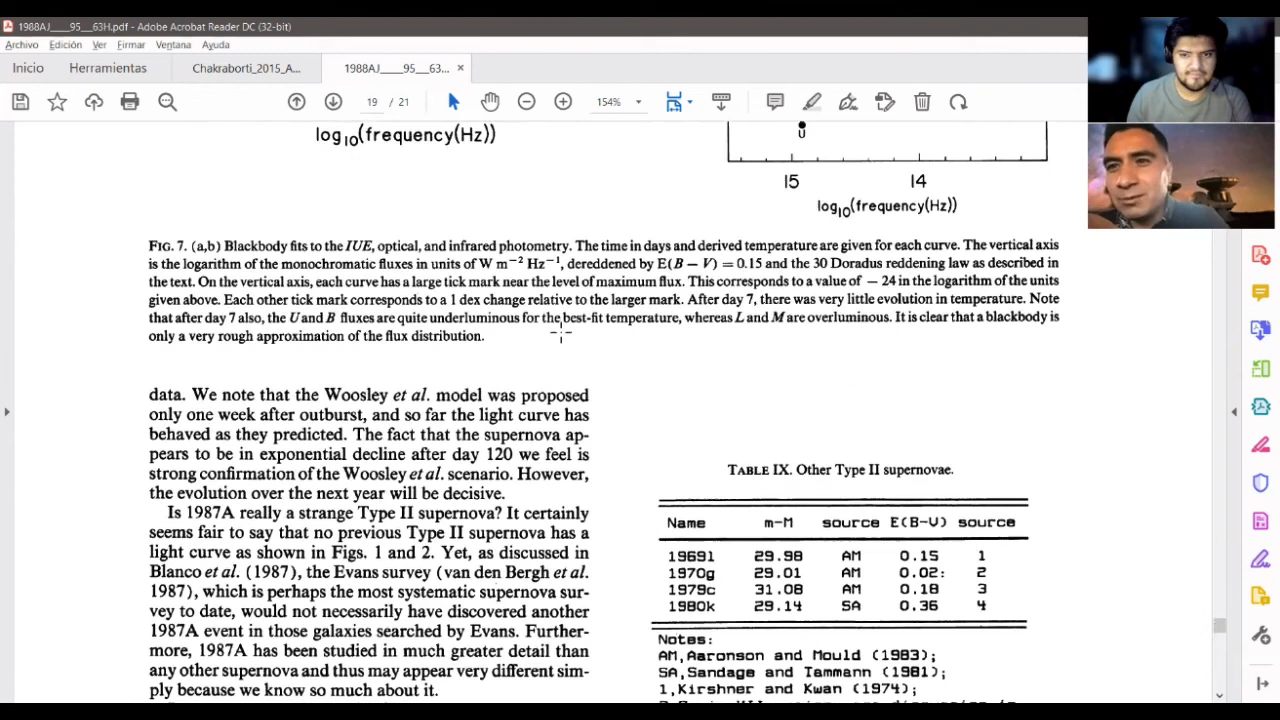 1988AJ____95__63H.pdf - Adobe Acrobat Reader DC (32-bit)
Archivo Edición Ver Firmar Ventana Ayuda
Inicio Herramientas Chakraborti_2015_A... 1988AJ____95__63... ×
19 / 21 154%
log10(frequency(Hz))
U
15 14
log10(frequency(Hz))
FIG. 7. (a,b) Blackbody fits to the IUE, optical, and infrared photometry. The time in days and derived temperature are given for each curve. The vertical axis
is the logarithm of the monochromatic fluxes in units of W m−2 Hz−1, dereddened by E(B − V) = 0.15 and the 30 Doradus reddening law as described in
the text. On the vertical axis, each curve has a large tick mark near the level of maximum flux. This corresponds to a value of − 24 in the logarithm of the units
given above. Each other tick mark corresponds to a 1 dex change relative to the larger mark. After day 7, there was very little evolution in temperature. Note
that after day 7 also, the U and B fluxes are quite underluminous for the best-fit temperature, whereas L and M are overluminous. It is clear that a blackbody is
only a very rough approximation of the flux distribution.
data. We note that the Woosley et al. model was proposed
only one week after outburst, and so far the light curve has
behaved as they predicted. The fact that the supernova ap-
pears to be in exponential decline after day 120 we feel is
strong confirmation of the Woosley et al. scenario. However,
the evolution over the next year will be decisive.
Is 1987A really a strange Type II supernova? It certainly
seems fair to say that no previous Type II supernova has a
light curve as shown in Figs. 1 and 2. Yet, as discussed in
Blanco et al. (1987), the Evans survey (van den Bergh et al.
1987), which is perhaps the most systematic supernova sur-
vey to date, would not necessarily have discovered another
1987A event in those galaxies searched by Evans. Further-
more, 1987A has been studied in much greater detail than
any other supernova and thus may appear very different sim-
ply because we know so much about it.
TABLE IX. Other Type II supernovae.
Name m-M source E(B-V) source
1969l 29.98 AM 0.15 1
1970g 29.01 AM 0.02: 2
1979c 31.08 AM 0.18 3
1980k 29.14 SA 0.36 4
Notes:
AM,Aaronson and Mould (1983);
SA,Sandage and Tammann (1981);
1,Kirshner and Kwan (1974);